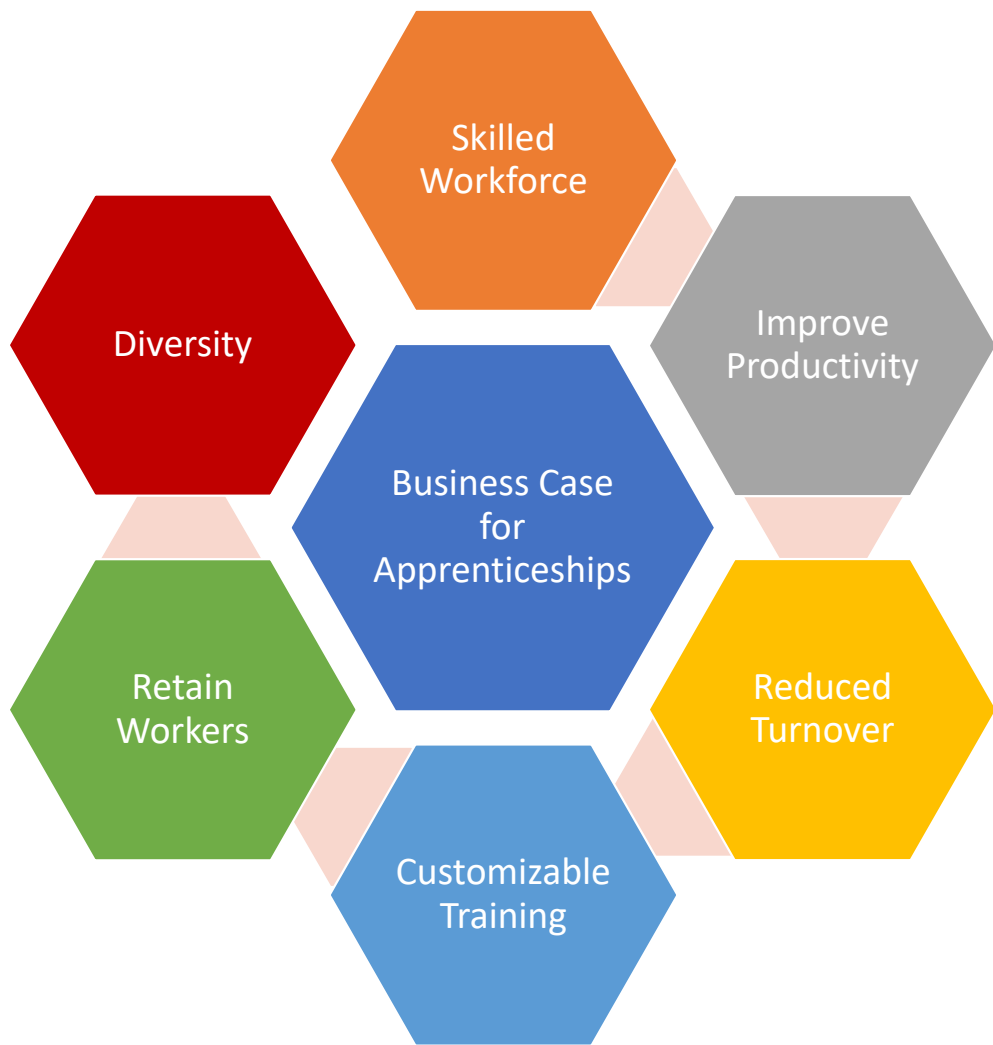 Skilled
Workforce
Improve
Productivity
Diversity
Business Case
for
Apprenticeships
Reduced
Turnover
Retain
Workers
Customizable
Training